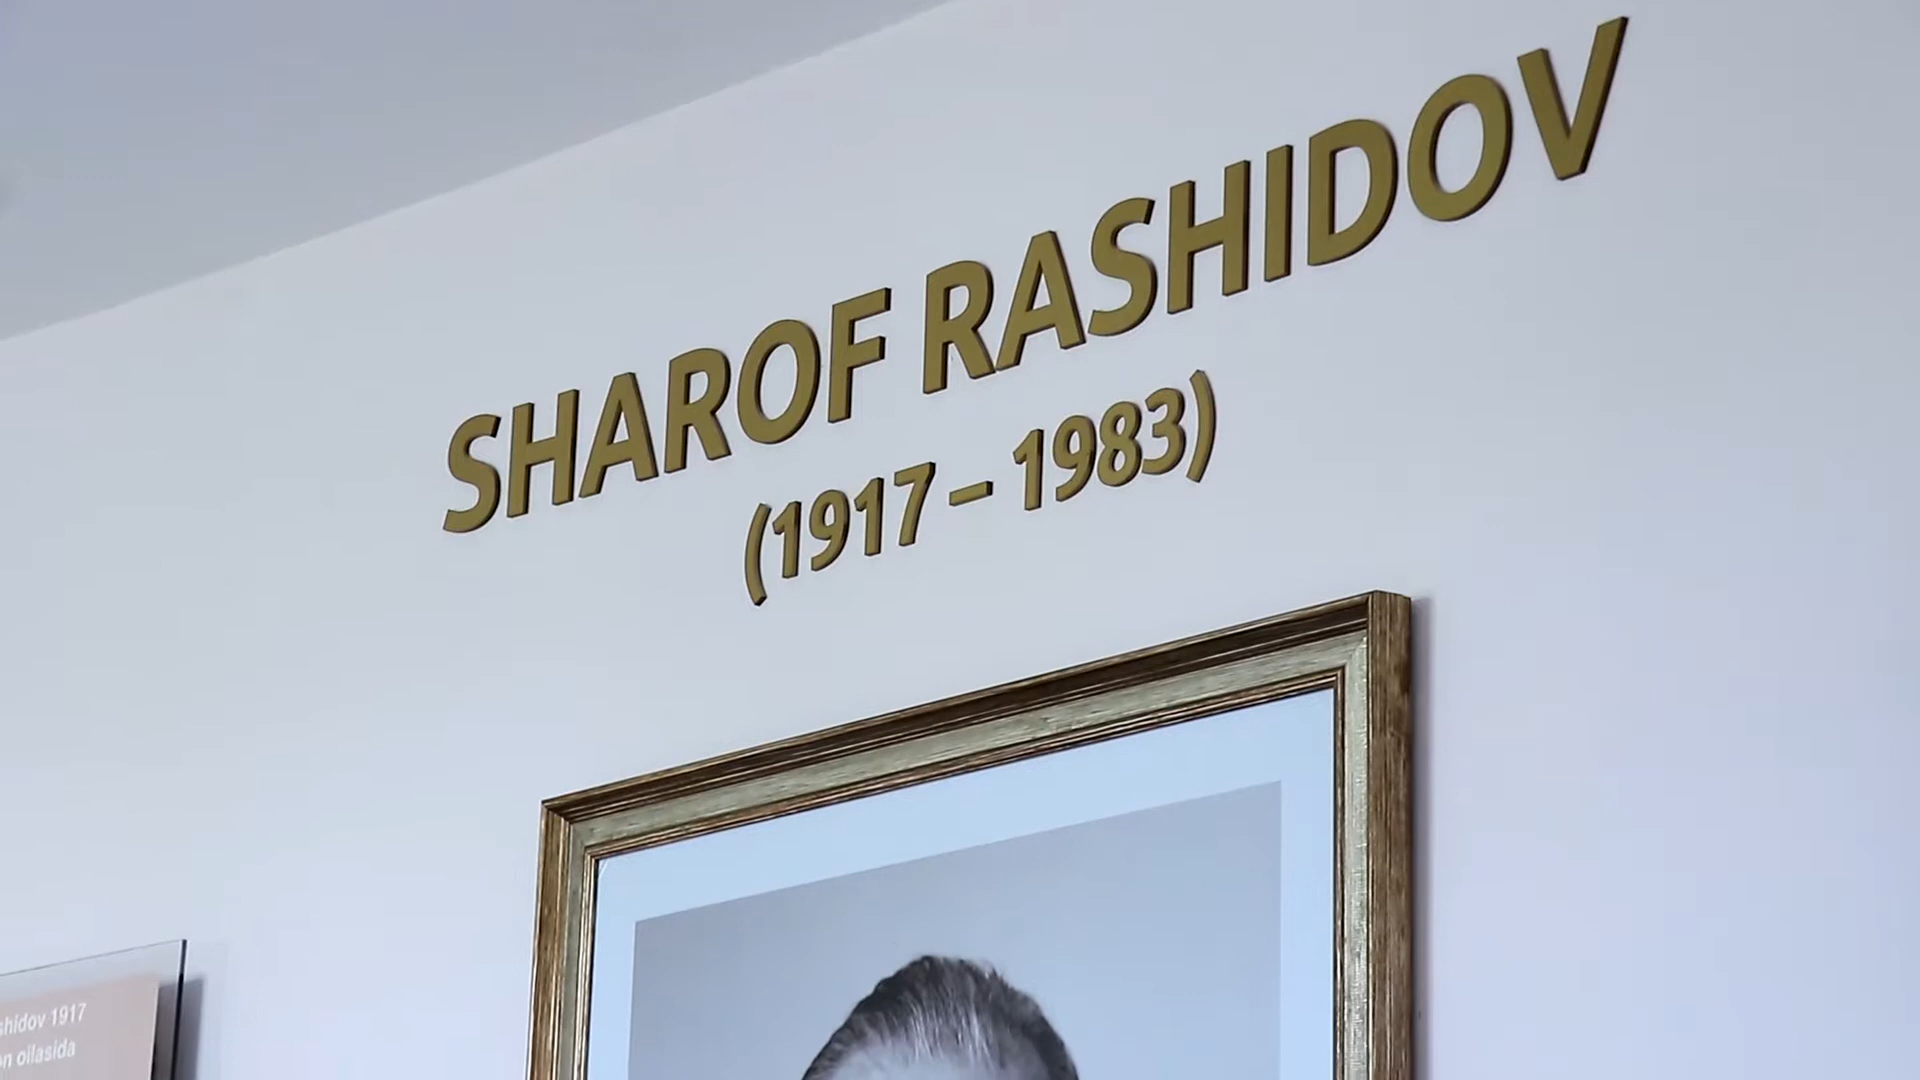 SHAROF RASHIDOV
(1917 – 1983)
shidov 1917
on oilasida